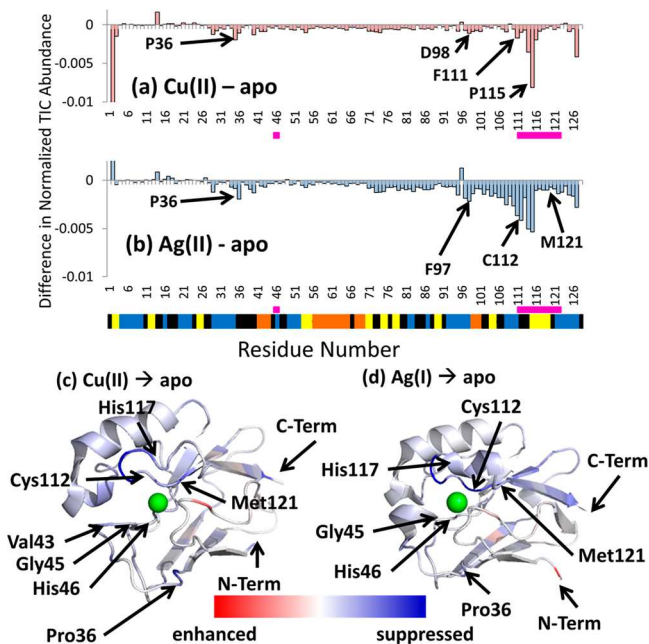 0
P36
D98
F111
P115
-0.005
(a) Cu(II) – apo
-0.01
1 6 11 16 21 26 31 36 41 46 51 56 61 66 71 76 81 86 91 96 101 106 111 116 121 126
Difference in Normalized TIC Abundance
0
P36
-0.005
(b) Ag(II) - apo
F97
C112
M121
-0.01
1 6 11 16 21 26 31 36 41 46 51 56 61 66 71 76 81 86 91 96 101 106 111 116 121 126
Residue Number
(c) Cu(II) → apo
His117
Cys112
C-Term
Met121
Val43
Gly45
His46
N-Term
Pro36
(d) Ag(I) → apo
Cys112
His117
C-Term
Gly45
His46
Met121
Pro36
N-Term
enhanced suppressed